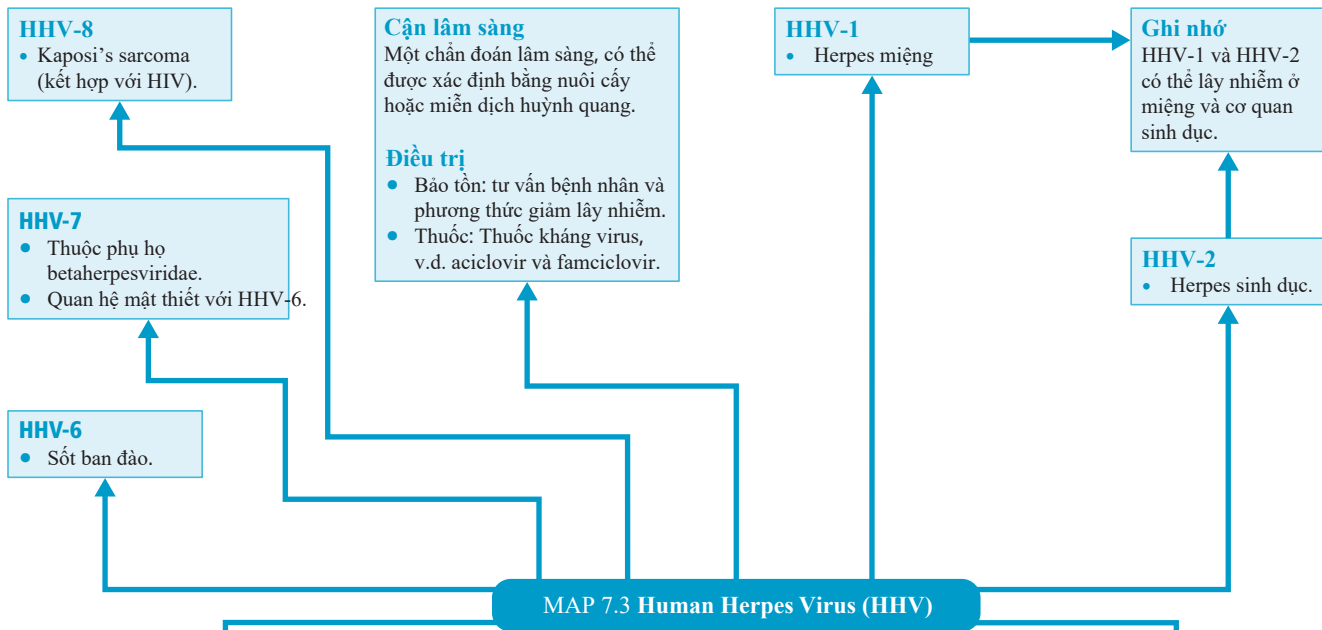 HHV-8
• Kaposi's sarcoma
(kết hợp với HIV).
HHV-7
• Thuộc phụ họ
betaherpesviridae.
• Quan hệ mật thiết với HHV-6.
HHV-6
• Sốt ban đào.
Cận lâm sàng
Một chẩn đoán lâm sàng, có thể
được xác định bằng nuôi cấy
hoặc miễn dịch huỳnh quang.
Điều trị
• Bảo tồn: tư vấn bệnh nhân và
phương thức giảm lây nhiễm.
• Thuốc: Thuốc kháng virus,
v.d. aciclovir và famciclovir.
HHV-1
• Herpes miệng
Ghi nhớ
HHV-1 và HHV-2
có thể lây nhiễm ở
miệng và cơ quan
sinh dục.
HHV-2
• Herpes sinh dục.
MAP 7.3 Human Herpes Virus (HHV)